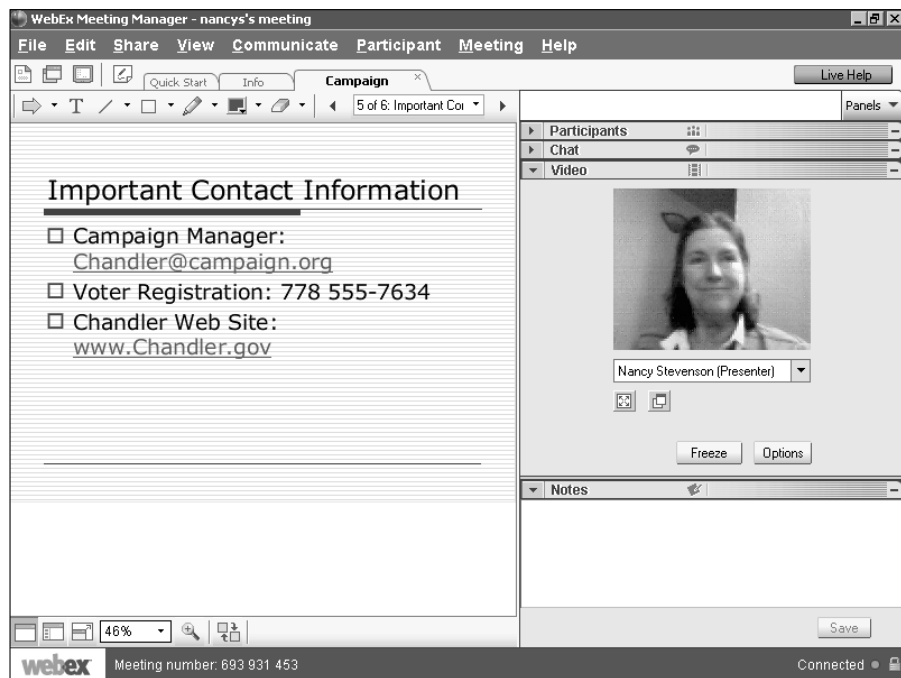 WebEx Meeting Manager - nancys's meeting
File Edit Share View Communicate Participant Meeting Help
Quick Start Info Campaign
Live Help
T
5 of 6: Important Cor
Panels
Important Contact Information
Campaign Manager:
Chandler@campaign.org
Voter Registration: 778 555-7634
Chandler Web Site:
www.Chandler.gov
Participants
Chat
Video
Nancy Stevenson (Presenter)
Freeze Options
Notes
Save
46%
webex Meeting number: 693 931 453
Connected